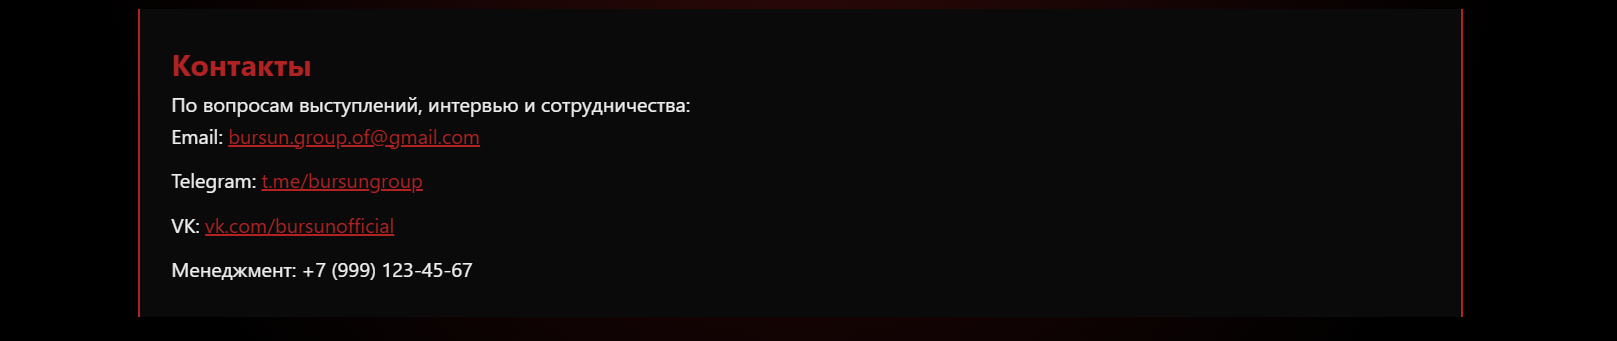 Контакты
По вопросам выступлений, интервью и сотрудничества:
Email: bursun.group.of@gmail.com
Telegram: t.me/bursungroup
VK: vk.com/bursunofficial
Менеджмент: +7 (999) 123-45-67